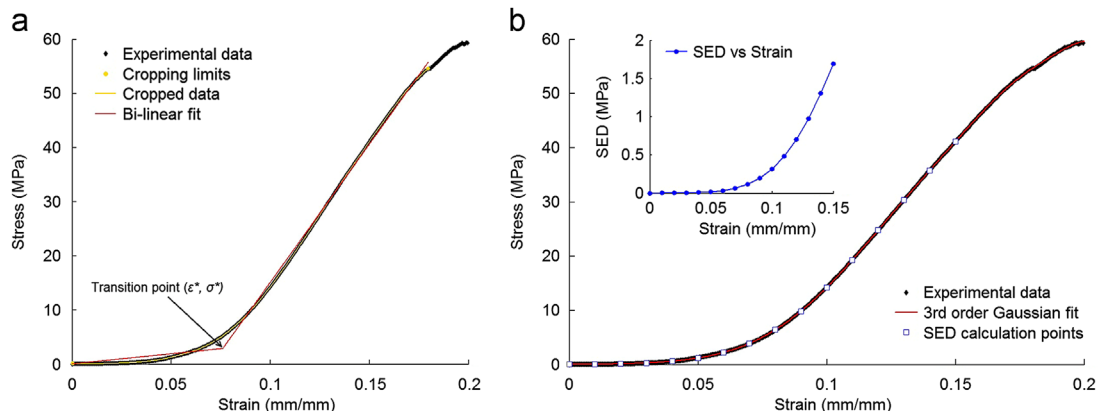 a
60
50
40
30
20
10
0
Stress (MPa)
Experimental data
Cropping limits
Cropped data
Bi-linear fit
Transition point (ε*, σ*)
0
0.05
0.1
0.15
0.2
Strain (mm/mm)
b
60
50
40
30
20
10
0
Stress (MPa)
2
1.5
1
0.5
0
SED (MPa)
SED vs Strain
0
0.05
0.1
0.15
Strain (mm/mm)
Experimental data
3rd order Gaussian fit
SED calculation points
0
0.05
0.1
0.15
0.2
Strain (mm/mm)